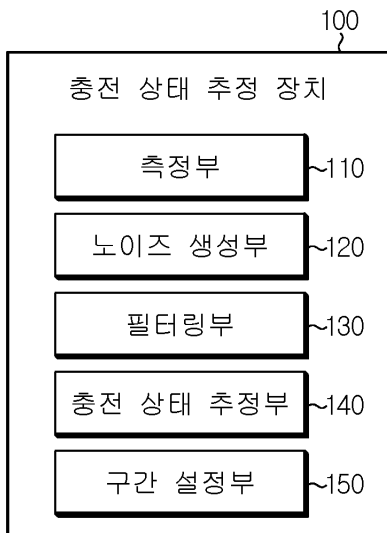 100
충전 상태 추정 장치
측정부 110
노이즈 생성부 120
필터링부 130
충전 상태 추정부 140
구간 설정부 150